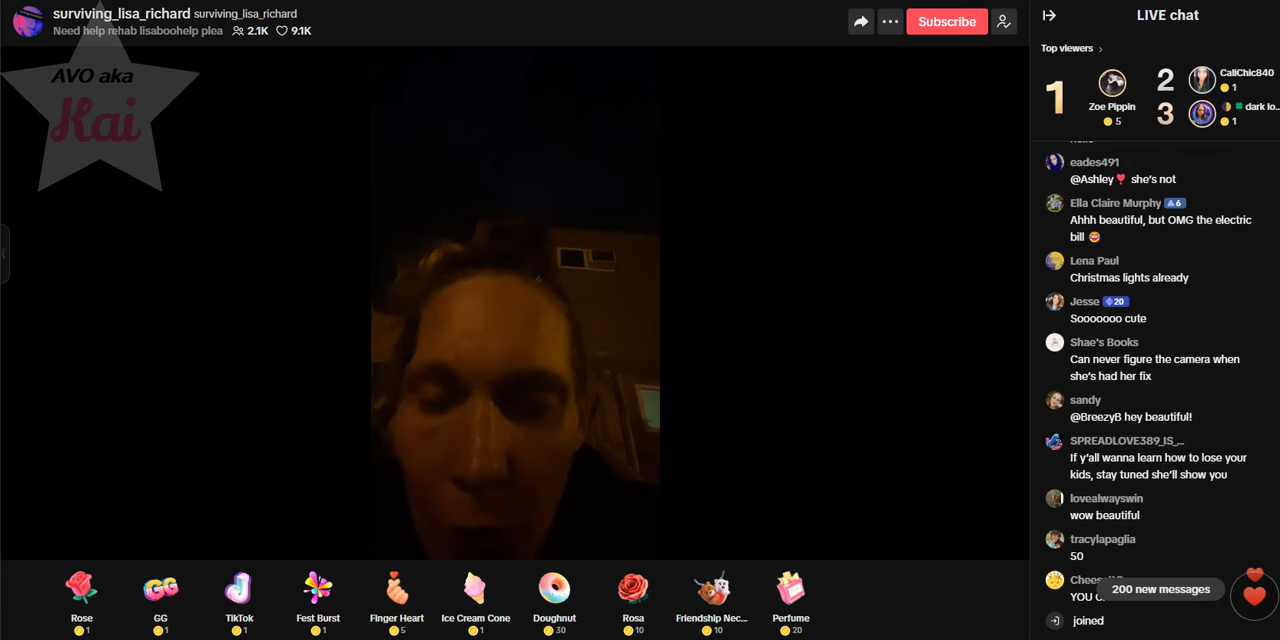 surviving_lisa_richard surviving_lisa_richard
Need help rehab lisaboohelp plea 2.1K 9.1K
Subscribe
AVO aka
Kai
LIVE chat
Top viewers
1
Zoe Pippin
5
2
CaliChic840
1
3
dark lo...
1
eades491
@Ashley❣️ she's not
Ella Claire Murphy 6
Ahhh beautiful, but OMG the electric
bill 😂
Lena Paul
Christmas lights already
Jesse 20
Sooooooo cute
Shae's Books
Can never figure the camera when
she's had her fix
sandy
@BreezyB hey beautiful!
SPREADLOVE389_IS_...
If y'all wanna learn how to lose your
kids, stay tuned she'll show you
lovealwayswin
wow beautiful
tracylapaglia
50
200 new messages
joined
Rose
1
GG
GG
1
TikTok
1
Fest Burst
1
Finger Heart
5
Ice Cream Cone
1
Doughnut
30
Rosa
10
Friendship Nec...
10
Perfume
20